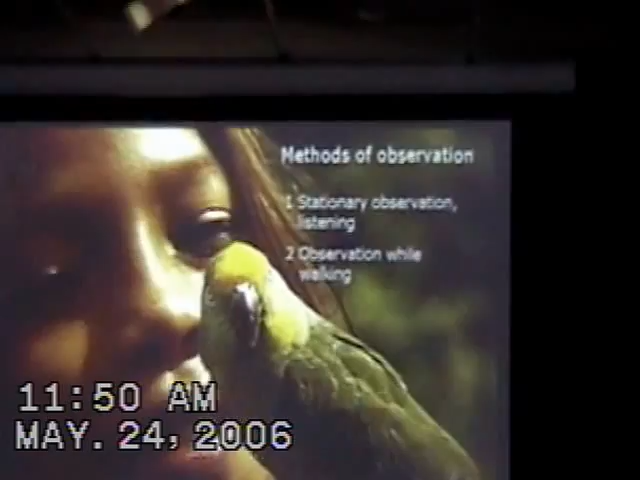 Methods of observation
1 Stationary observation,
listening
2 Observation while
walking
11:50 AM
MAY. 24, 2006